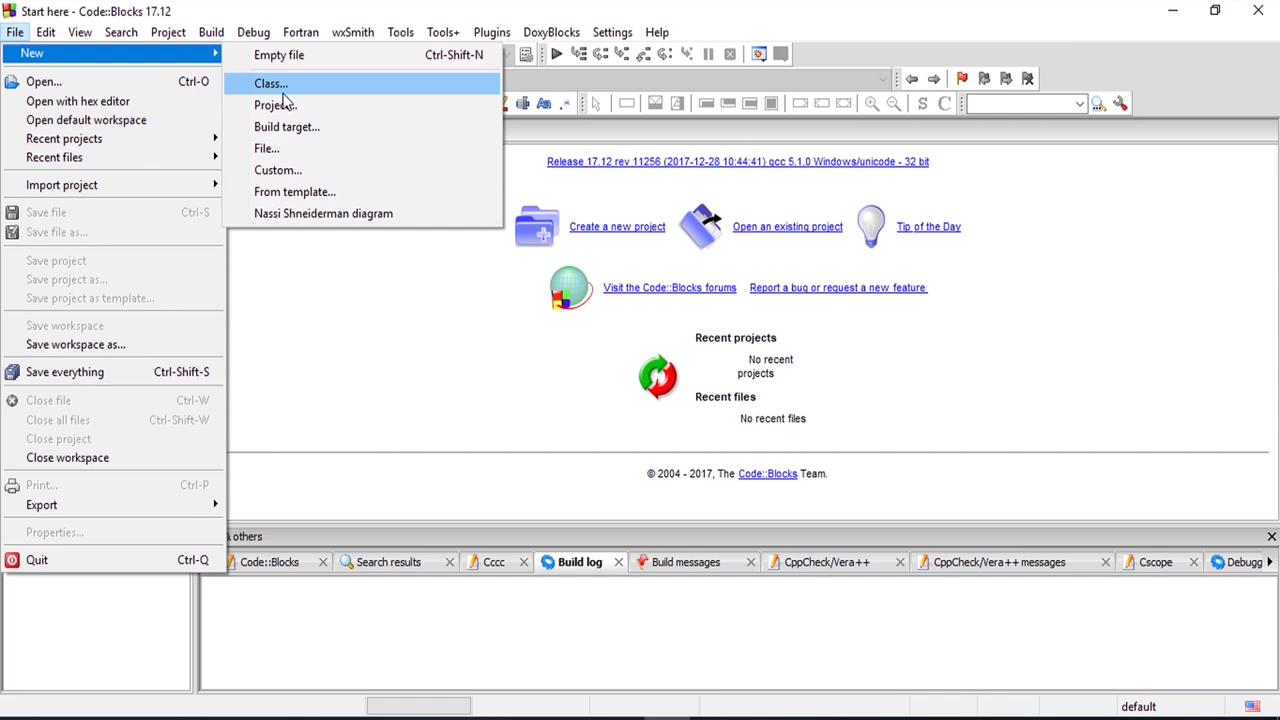 Start here - Code::Blocks 17.12
File Edit View Search Project Build Debug Fortran wxSmith Tools Tools+ Plugins DoxyBlocks Settings Help
New
Open... Ctrl-O
Open with hex editor
Open default workspace
Recent projects
Recent files
Import project
Save file Ctrl-S
Save file as...
Save project
Save project as...
Save project as template...
Save workspace
Save workspace as...
Save everything Ctrl-Shift-S
Close file Ctrl-W
Close all files Ctrl-Shift-W
Close project
Close workspace
Print... Ctrl-P
Export
Properties...
Quit Ctrl-Q
Empty file Ctrl-Shift-N
Class...
Project...
Build target...
File...
Custom...
From template...
Nassi Shneiderman diagram
Aa .*
S C
Release 17.12 rev 11256 (2017-12-28 10:44:41) gcc 5.1.0 Windows/unicode - 32 bit
Create a new project Open an existing project Tip of the Day
Visit the Code::Blocks forums Report a bug or request a new feature
Recent projects
No recent
projects
Recent files
No recent files
© 2004 - 2017, The Code::Blocks Team.
& others
Code::Blocks Search results Cccc Build log Build messages CppCheck/Vera++ CppCheck/Vera++ messages Cscope Debugg
default